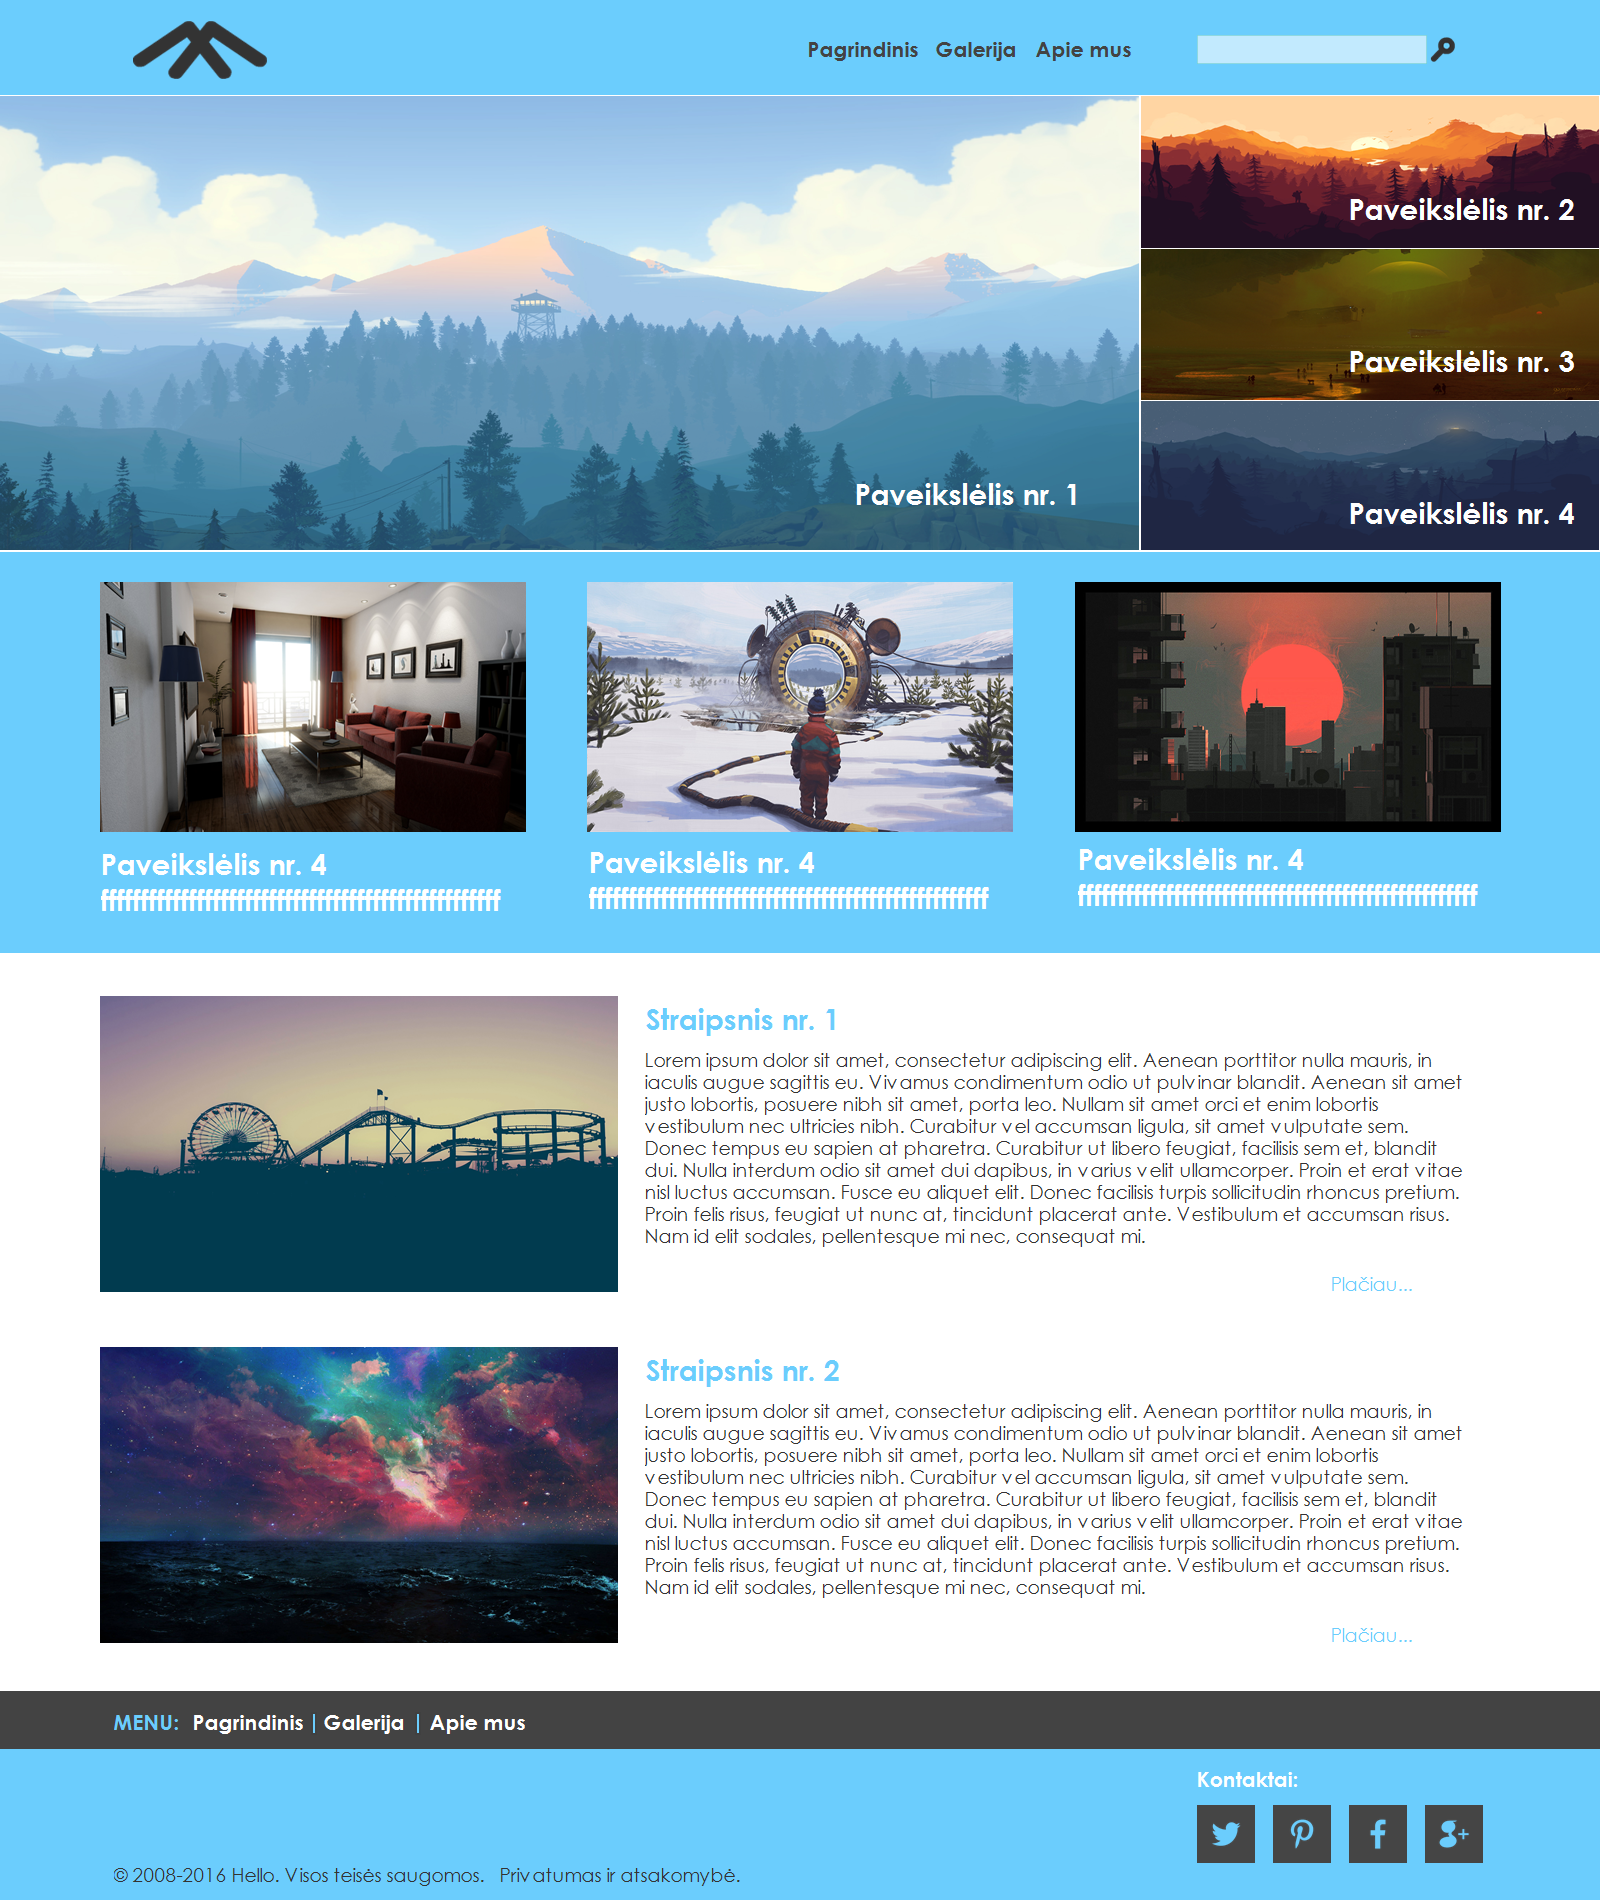 Pagrindinis Galerija Apie mus
Paveikslėlis nr. 2
Paveikslėlis nr. 3
Paveikslėlis nr. 1
Paveikslėlis nr. 4
Paveikslėlis nr. 4
ffffffffffffffffffffffffffffffffffffffffffffffffff
Paveikslėlis nr. 4
ffffffffffffffffffffffffffffffffffffffffffffffffff
Paveikslėlis nr. 4
ffffffffffffffffffffffffffffffffffffffffffffffffff
Straipsnis nr. 1
Lorem ipsum dolor sit amet, consectetur adipiscing elit. Aenean porttitor nulla mauris, in
iaculis augue sagittis eu. Vivamus condimentum odio ut pulvinar blandit. Aenean sit amet
justo lobortis, posuere nibh sit amet, porta leo. Nullam sit amet orci et enim lobortis
vestibulum nec ultricies nibh. Curabitur vel accumsan ligula, sit amet vulputate sem.
Donec tempus eu sapien at pharetra. Curabitur ut libero feugiat, facilisis sem et, blandit
dui. Nulla interdum odio sit amet dui dapibus, in varius velit ullamcorper. Proin et erat vitae
nisl luctus accumsan. Fusce eu aliquet elit. Donec facilisis turpis sollicitudin rhoncus pretium.
Proin felis risus, feugiat ut nunc at, tincidunt placerat ante. Vestibulum et accumsan risus.
Nam id elit sodales, pellentesque mi nec, consequat mi.
Plačiau...
Straipsnis nr. 2
Lorem ipsum dolor sit amet, consectetur adipiscing elit. Aenean porttitor nulla mauris, in
iaculis augue sagittis eu. Vivamus condimentum odio ut pulvinar blandit. Aenean sit amet
justo lobortis, posuere nibh sit amet, porta leo. Nullam sit amet orci et enim lobortis
vestibulum nec ultricies nibh. Curabitur vel accumsan ligula, sit amet vulputate sem.
Donec tempus eu sapien at pharetra. Curabitur ut libero feugiat, facilisis sem et, blandit
dui. Nulla interdum odio sit amet dui dapibus, in varius velit ullamcorper. Proin et erat vitae
nisl luctus accumsan. Fusce eu aliquet elit. Donec facilisis turpis sollicitudin rhoncus pretium.
Proin felis risus, feugiat ut nunc at, tincidunt placerat ante. Vestibulum et accumsan risus.
Nam id elit sodales, pellentesque mi nec, consequat mi.
Plačiau...
MENU: Pagrindinis | Galerija | Apie mus
Kontaktai:
© 2008-2016 Hello. Visos teisės saugomos. Privatumas ir atsakomybė.